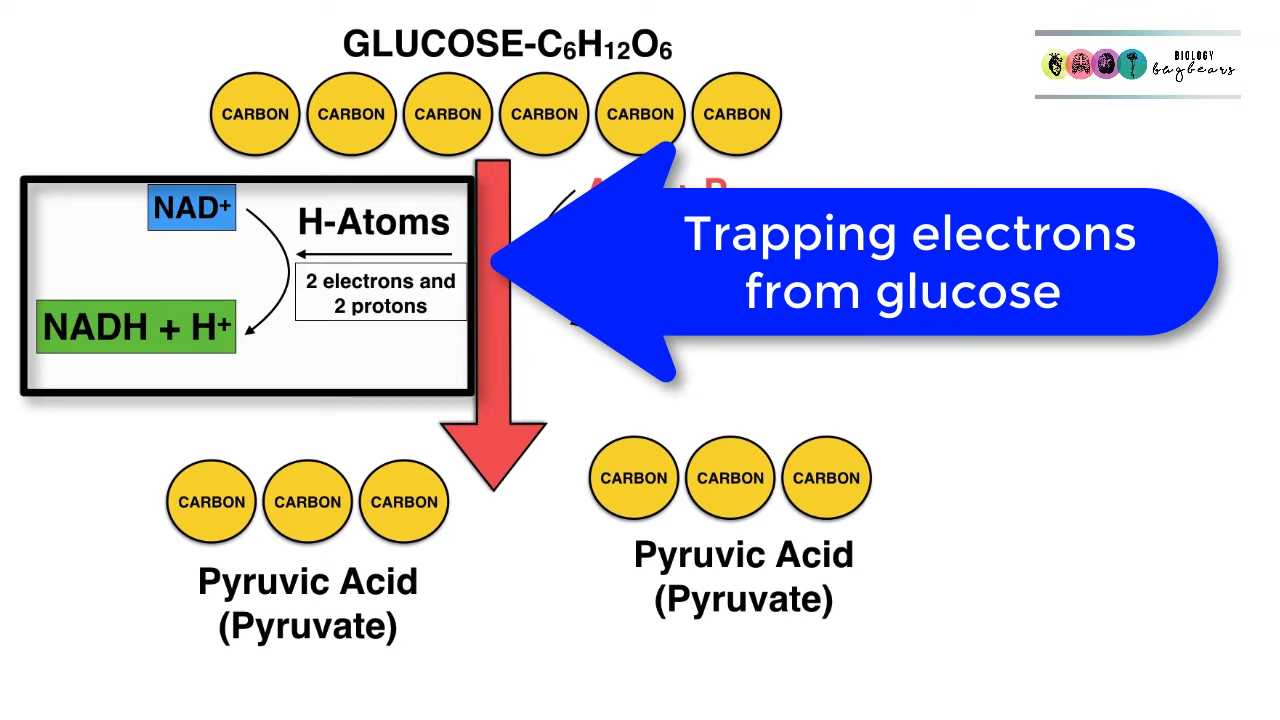 GLUCOSE-C₆H₁₂O₆
BIOLOGY
bugbears
CARBON CARBON CARBON CARBON CARBON CARBON
NAD⁺
H-Atoms
2 electrons and
2 protons
NADH + H⁺
Trapping electrons
from glucose
CARBON CARBON CARBON
Pyruvic Acid
(Pyruvate)
CARBON CARBON CARBON
Pyruvic Acid
(Pyruvate)